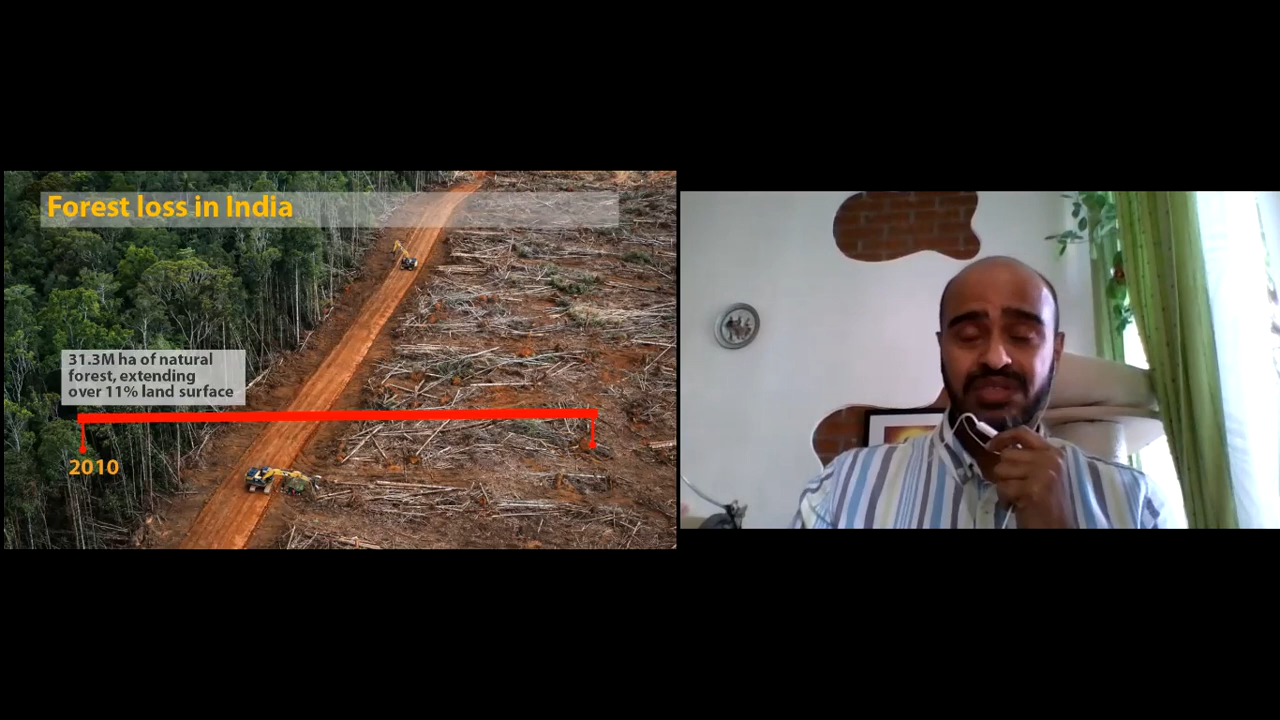 Forest loss in India
31.3M ha of natural
forest, extending
over 11% land surface
2010